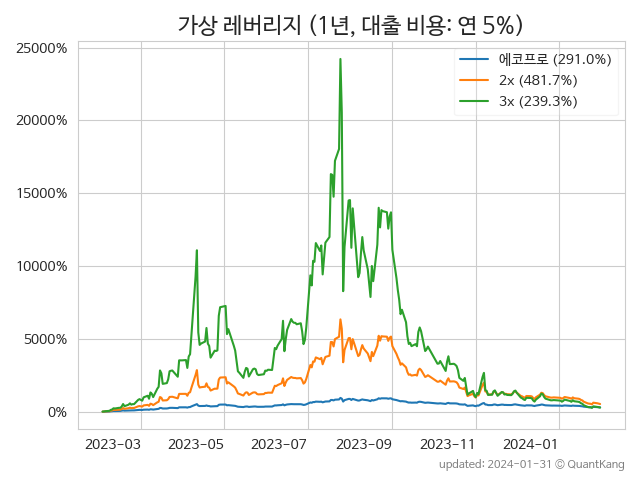 가상 레버리지 (1년, 대출 비용: 연 5%)
에코프로 (291.0%)
2x (481.7%)
3x (239.3%)
25000%
20000%
15000%
10000%
5000%
0%
2023-03 2023-05 2023-07 2023-09 2023-11 2024-01
updated: 2024-01-31 © QuantKang